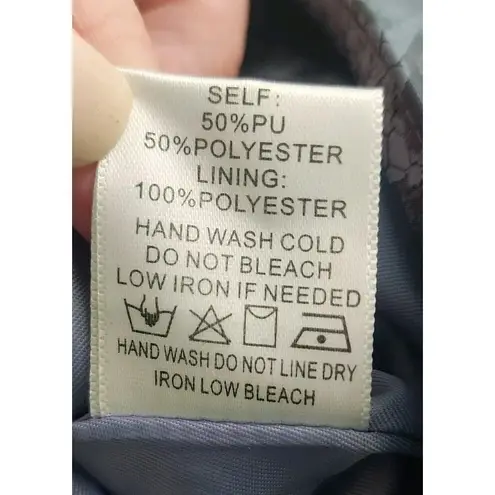 SELF:
50%PU
50%POLYESTER
LINING:
100%POLYESTER
HAND WASH COLD
DO NOT BLEACH
LOW IRON IF NEEDED
HAND WASH DO NOT LINE DRY
IRON LOW BLEACH